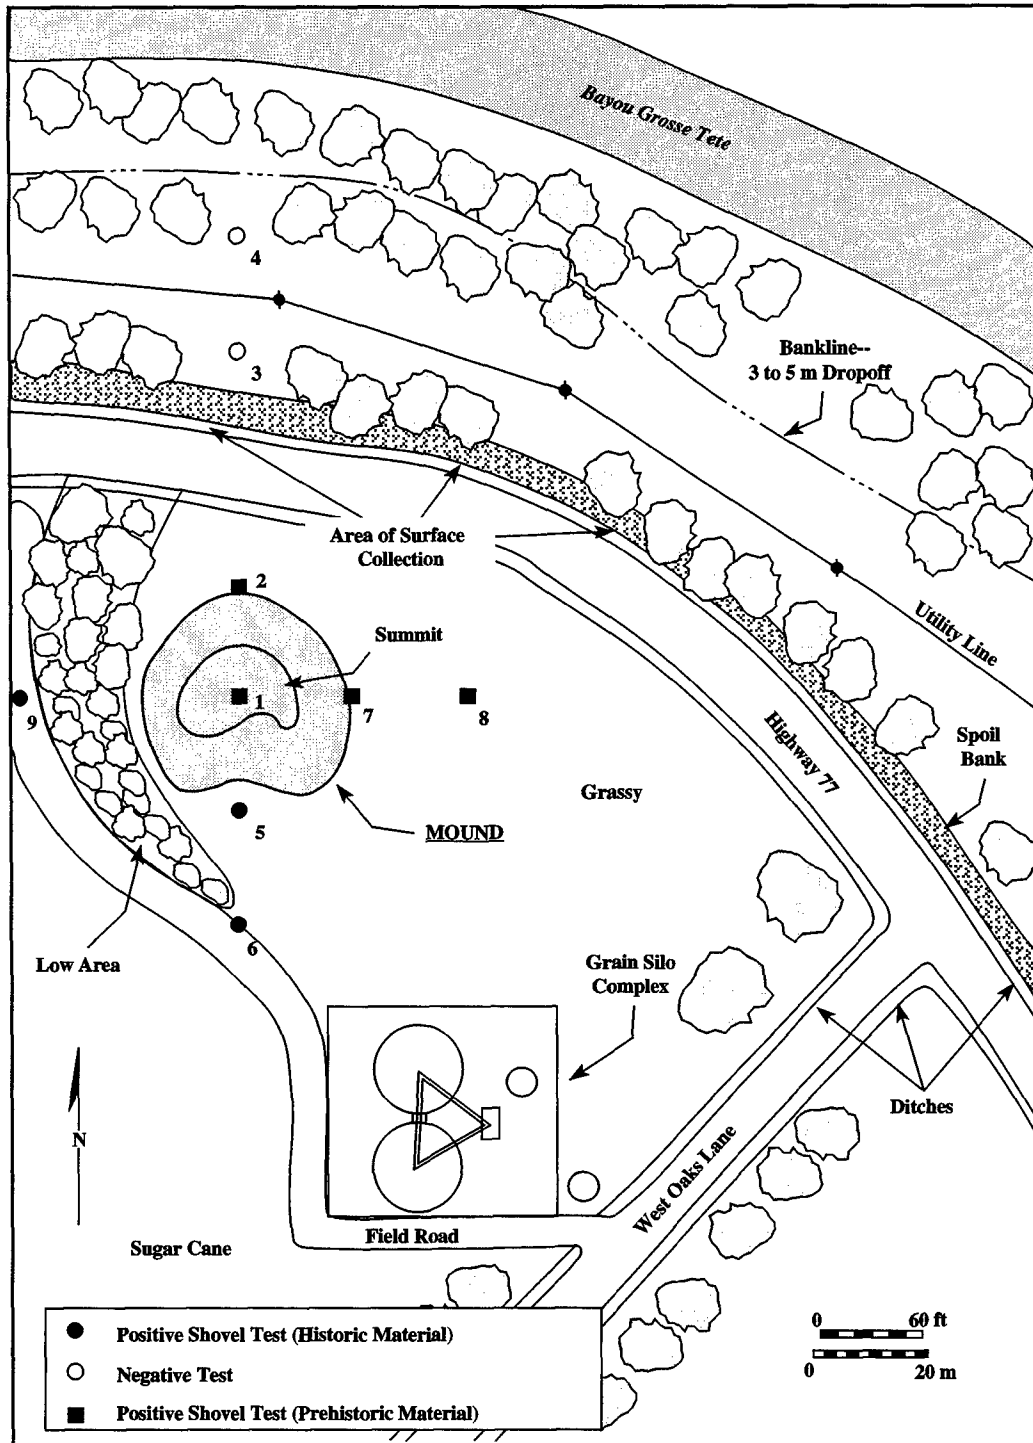 Bayou Grosse Tete
4
Bankline--
3 to 5 m Dropoff
3
Area of Surface
Collection
2
Summit
Utility Line
1
7
8
9
Highway 77
Spoil
Bank
Grassy
5
MOUND
6
Low Area
Grain Silo
Complex
Ditches
N
West Oaks Lane
Field Road
Sugar Cane
0 60 ft
0 20 m
Positive Shovel Test (Historic Material)
Negative Test
Positive Shovel Test (Prehistoric Material)